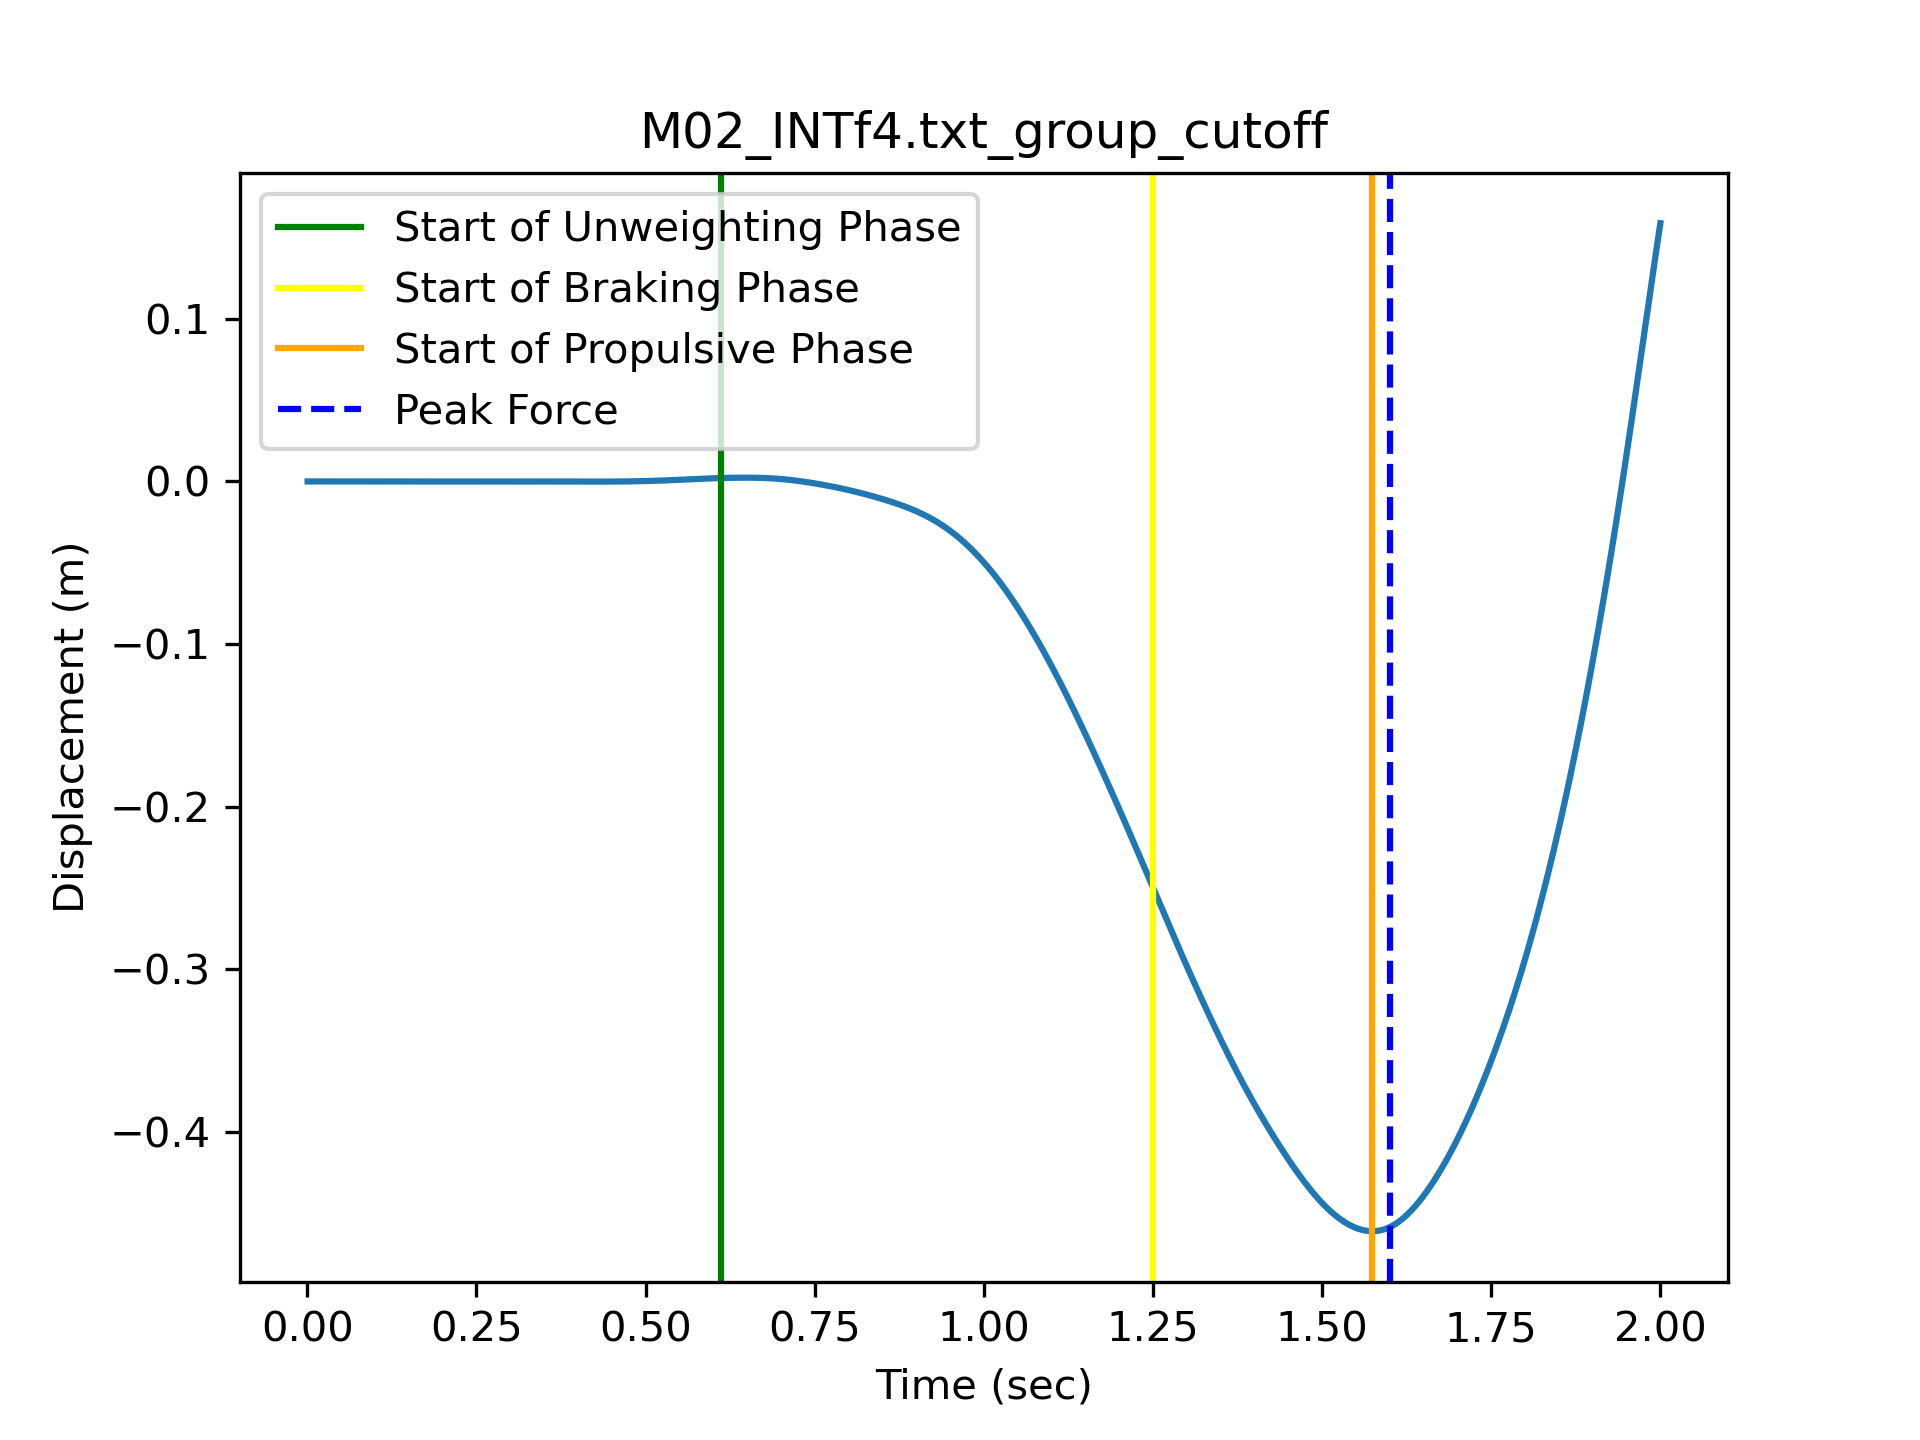 M02_INTf4.txt_group_cutoff
Start of Unweighting Phase
Start of Braking Phase
Start of Propulsive Phase
Peak Force
0.1
0.0
−0.1
−0.2
−0.3
−0.4
Displacement (m)
0.00 0.25 0.50 0.75 1.00 1.25 1.50 1.75 2.00
Time (sec)